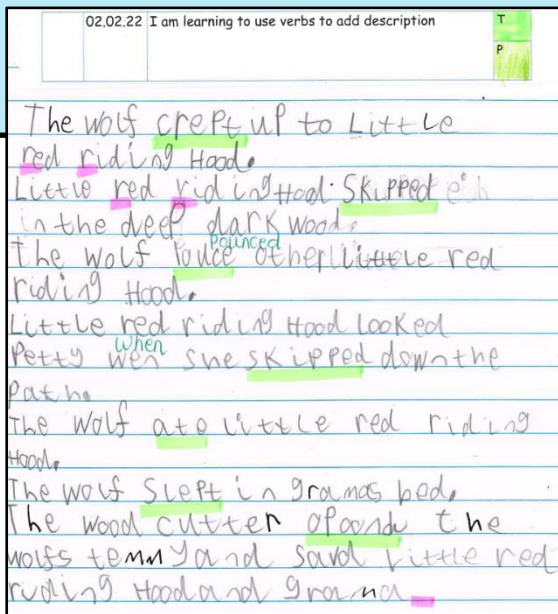 02.02.22 I am learning to use verbs to add description
T
P
The wolf crept up to Little
red riding Hood.
Little red riding Hood. Skipped
in the deep dark wood.
Pounced
The wolf Pouce other little red
riding Hood.
Little red riding Hood looked
When
Petty wen she skipped down the
Path.
The wolf ate little red riding
Hood.
The wolf Slept in gramas bed.
The wood cutter the
wolfs temmy and savd little red
riding Hood and grama